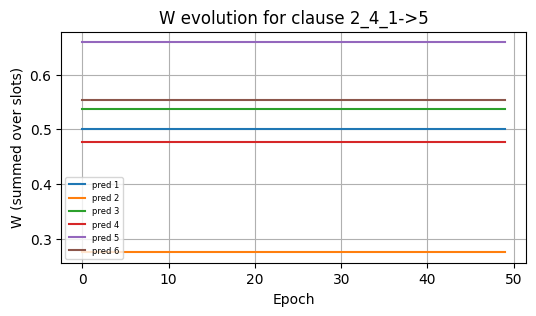 W evolution for clause 2_4_1->5
W (summed over slots)
0.6
0.5
0.4
0.3
pred 1
pred 2
pred 3
pred 4
pred 5
pred 6
0 10 20 30 40 50
Epoch